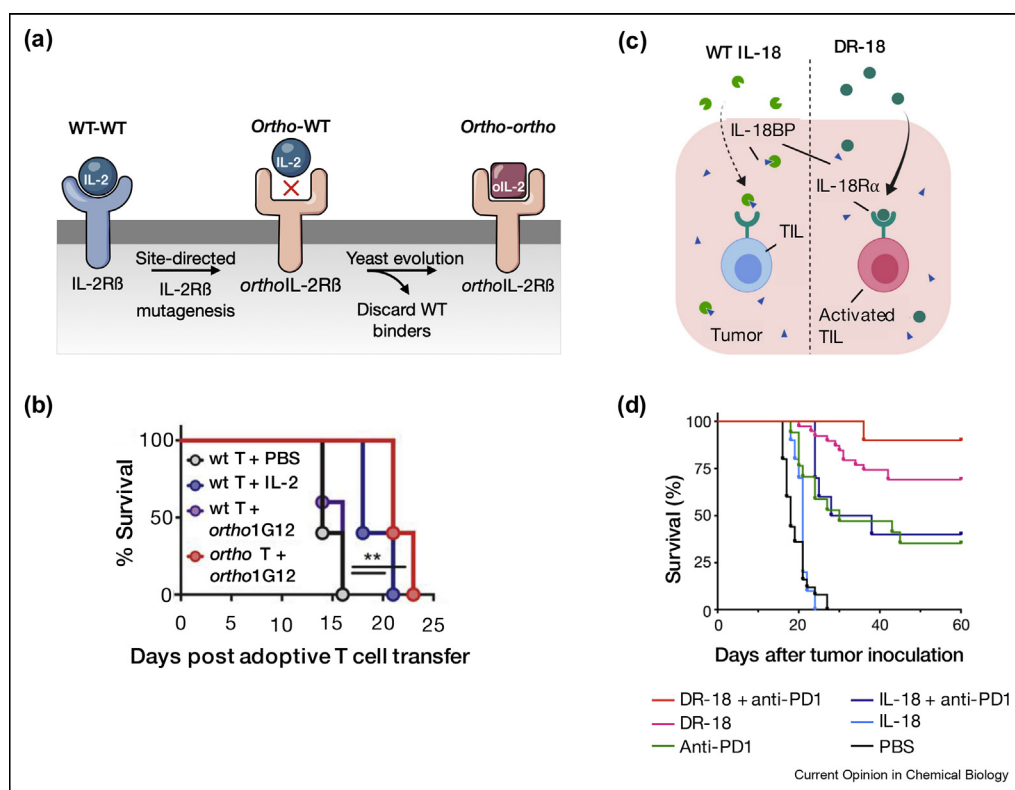 (a)
WT-WT
Ortho-WT
Ortho-ortho
IL-2
IL-2
oIL-2
IL-2Rß
Site-directed
IL-2Rß
mutagenesis
orthoIL-2Rß
Yeast evolution
Discard WT
binders
orthoIL-2Rß
(b)
% Survival
100
50
0
wt T + PBS
wt T + IL-2
wt T +
ortho1G12
ortho T +
ortho1G12
**
0 5 10 15 20 25
Days post adoptive T cell transfer
(c)
WT IL-18
DR-18
IL-18BP
IL-18Rα
TIL
Tumor
Activated
TIL
(d)
Survival (%)
100
75
50
25
0
0 20 40 60
Days after tumor inoculation
DR-18 + anti-PD1
IL-18 + anti-PD1
DR-18
IL-18
Anti-PD1
PBS
Current Opinion in Chemical Biology